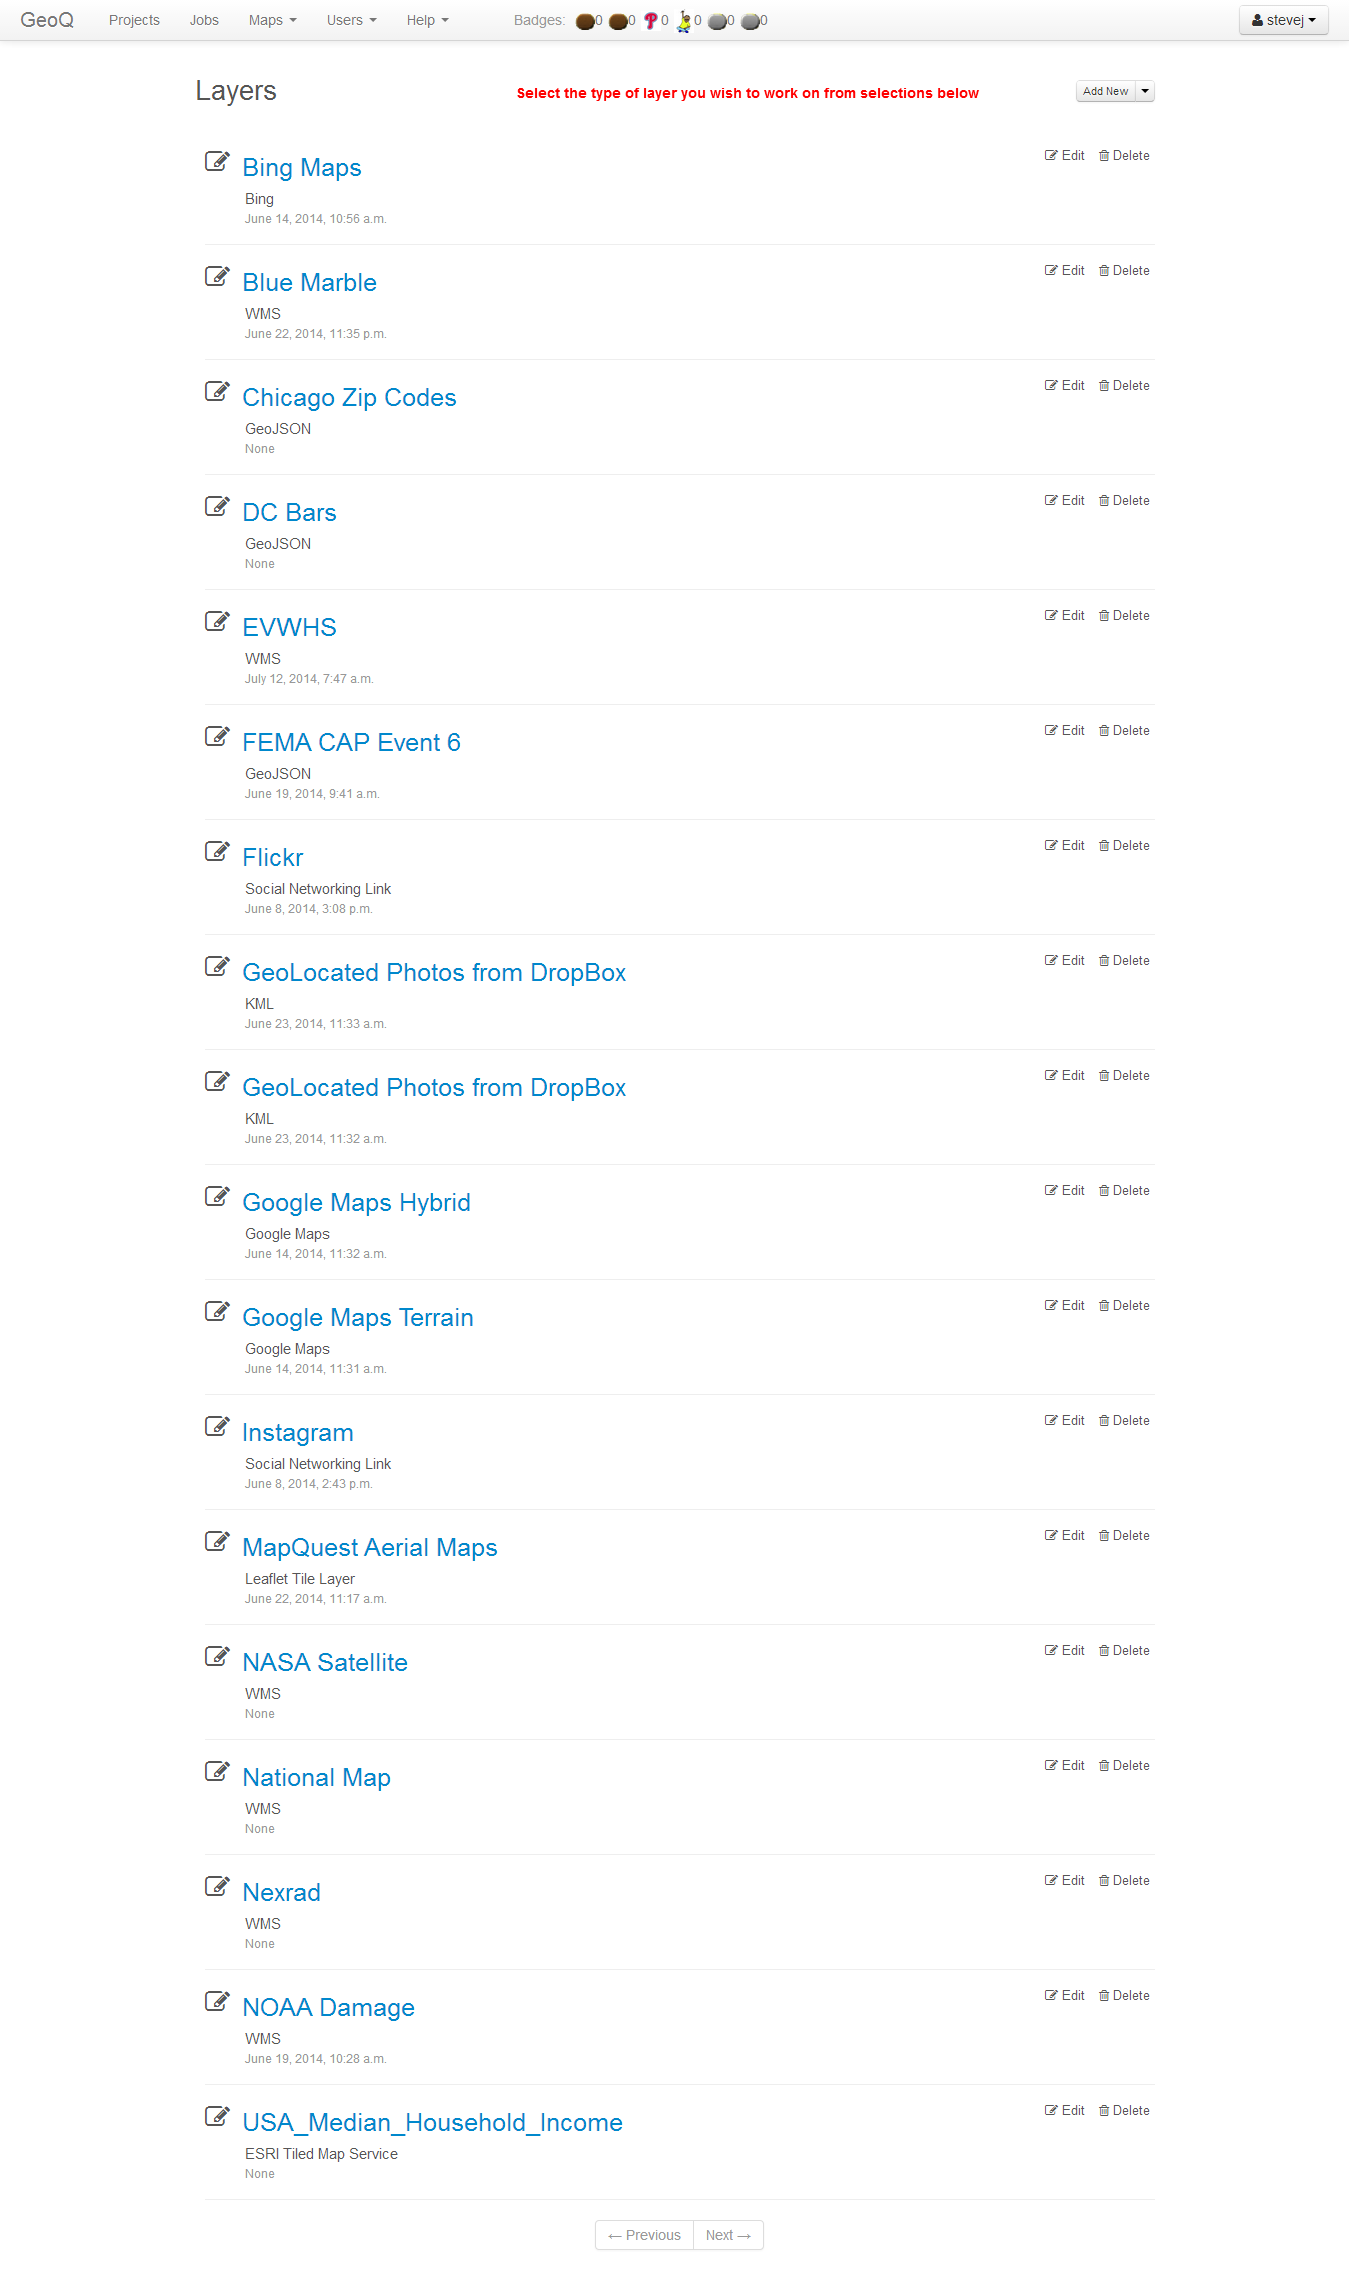 GeoQ Projects Jobs Maps Users Help Badges: 0 0 0 0 0 0 stevej
Layers Select the type of layer you wish to work on from selections below Add New
Bing Maps Edit Delete
Bing
June 14, 2014, 10:56 a.m.
Blue Marble Edit Delete
WMS
June 22, 2014, 11:35 p.m.
Chicago Zip Codes Edit Delete
GeoJSON
None
DC Bars Edit Delete
GeoJSON
None
EVWHS Edit Delete
WMS
July 12, 2014, 7:47 a.m.
FEMA CAP Event 6 Edit Delete
GeoJSON
June 19, 2014, 9:41 a.m.
Flickr Edit Delete
Social Networking Link
June 8, 2014, 3:08 p.m.
GeoLocated Photos from DropBox Edit Delete
KML
June 23, 2014, 11:33 a.m.
GeoLocated Photos from DropBox Edit Delete
KML
June 23, 2014, 11:32 a.m.
Google Maps Hybrid Edit Delete
Google Maps
June 14, 2014, 11:32 a.m.
Google Maps Terrain Edit Delete
Google Maps
June 14, 2014, 11:31 a.m.
Instagram Edit Delete
Social Networking Link
June 8, 2014, 2:43 p.m.
MapQuest Aerial Maps Edit Delete
Leaflet Tile Layer
June 22, 2014, 11:17 a.m.
NASA Satellite Edit Delete
WMS
None
National Map Edit Delete
WMS
None
Nexrad Edit Delete
WMS
None
NOAA Damage Edit Delete
WMS
June 19, 2014, 10:28 a.m.
USA_Median_Household_Income Edit Delete
ESRI Tiled Map Service
None
← Previous Next →